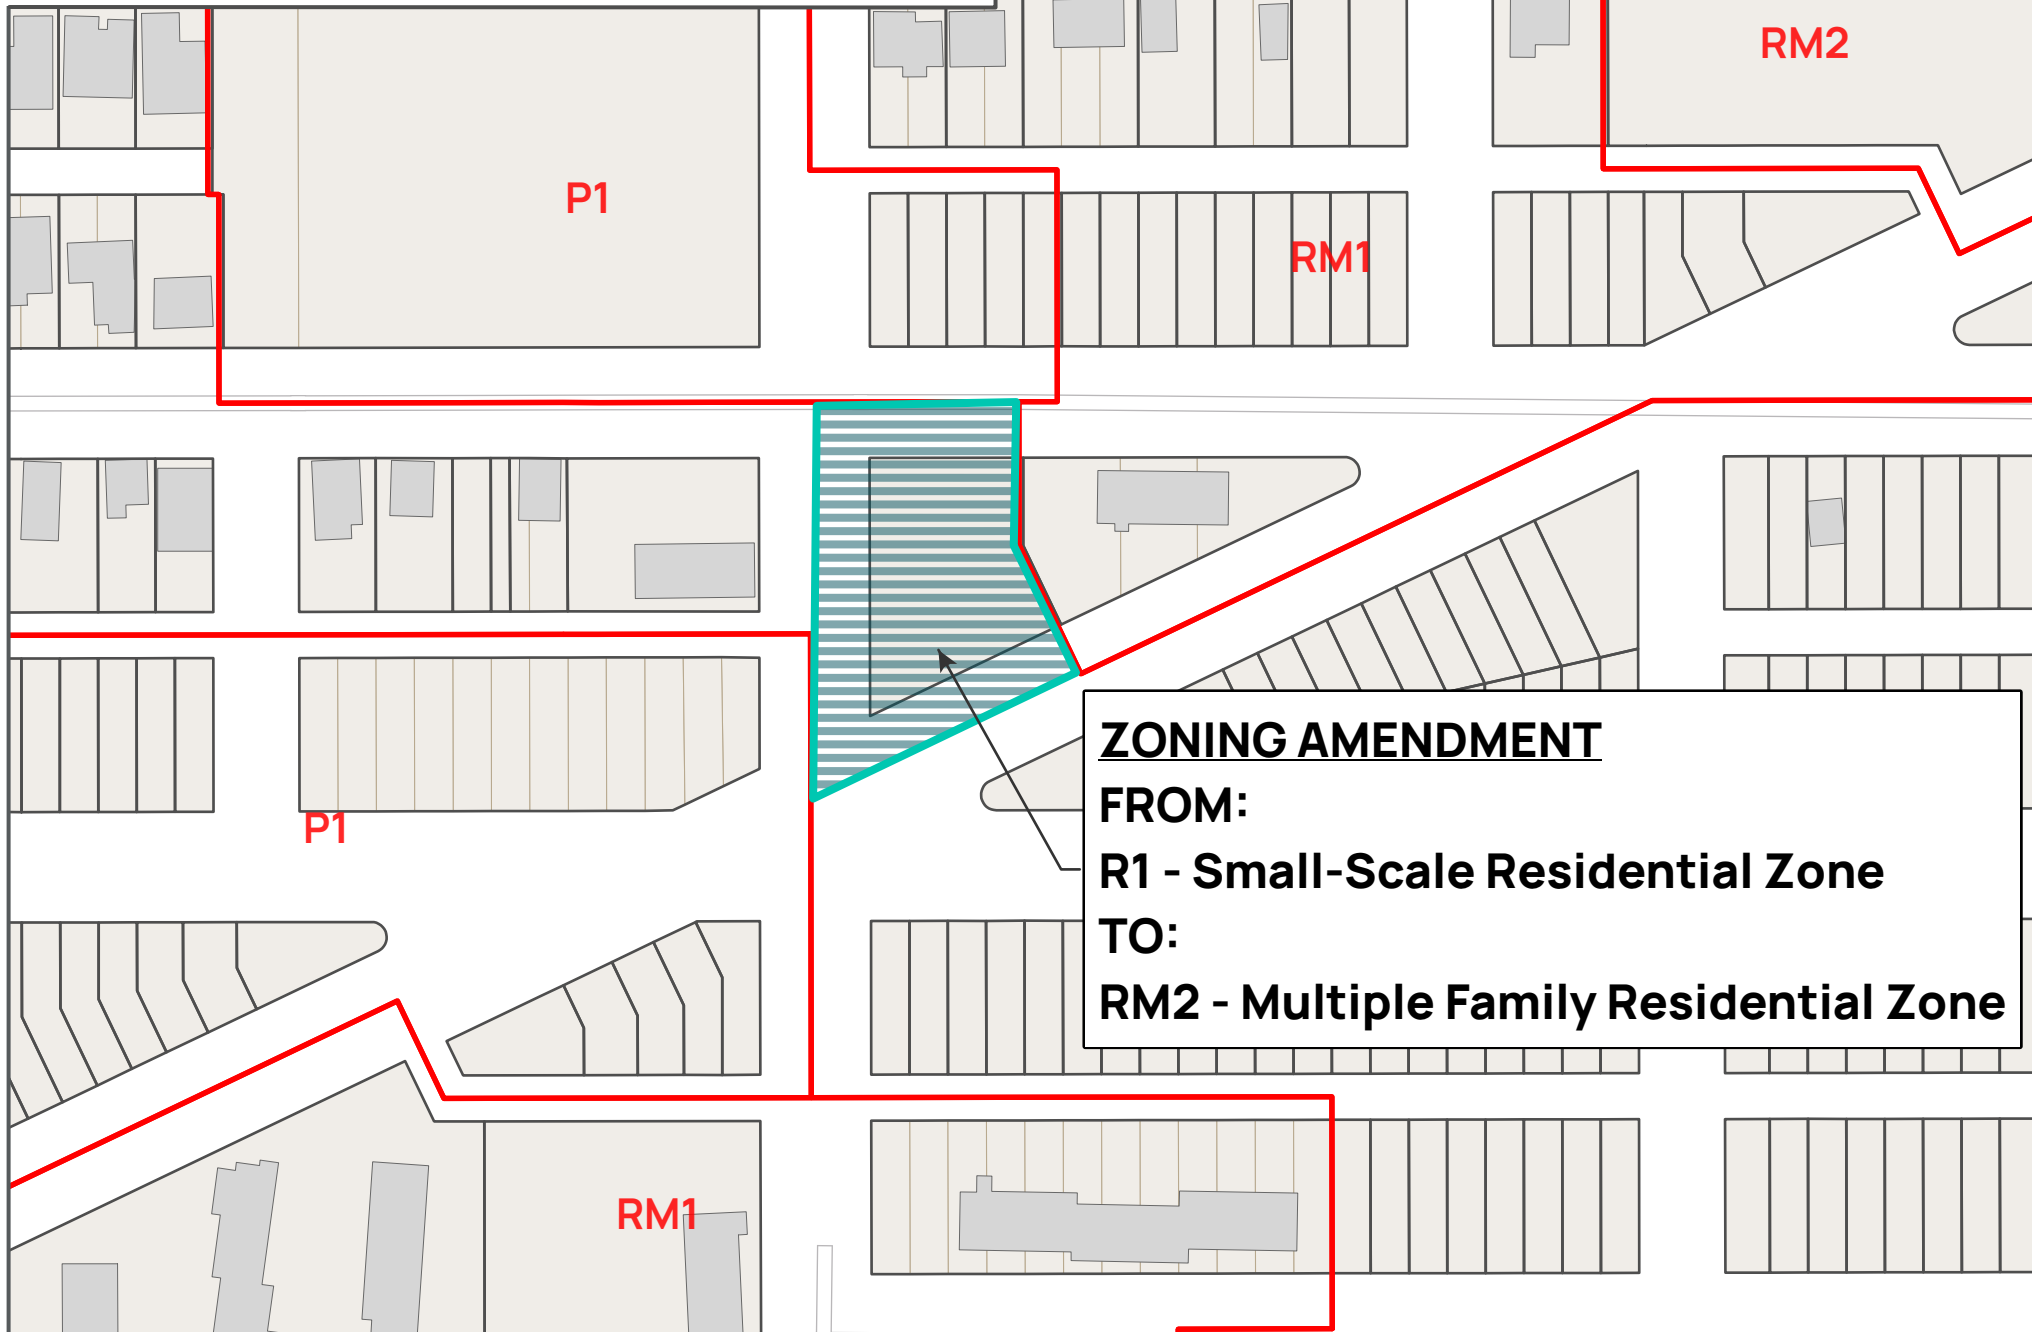 RM2
P1
RM1
ZONING AMENDMENT
FROM:
R1 - Small-Scale Residential Zone
TO:
RM2 - Multiple Family Residential Zone
P1
RM1